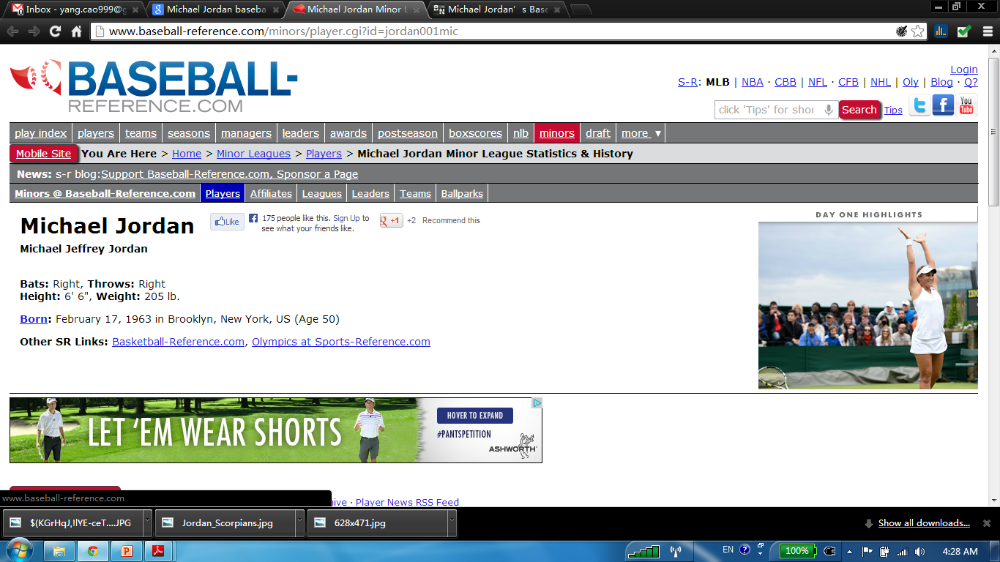 Inbox - yang.cao999@g
Michael Jordan baseba
Michael Jordan Minor L
Michael Jordan's Base
www.baseball-reference.com/minors/player.cgi?id=jordan001mic
BASEBALL-
REFERENCE.COM
Login
S-R: MLB | NBA · CBB | NFL · CFB | NHL | Oly | Blog · Q?
click 'Tips' for shor Search Tips
You Tube
play index players teams seasons managers leaders awards postseason boxscores nlb minors draft more ▼
Mobile Site You Are Here > Home > Minor Leagues > Players > Michael Jordan Minor League Statistics & History
News: s-r blog:Support Baseball-Reference.com, Sponsor a Page
Minors @ Baseball-Reference.com Players Affiliates Leagues Leaders Teams Ballparks
Michael Jordan
Like
175 people like this. Sign Up to
see what your friends like.
+1 +2 Recommend this
Michael Jeffrey Jordan
Bats: Right, Throws: Right
Height: 6' 6", Weight: 205 lb.
Born: February 17, 1963 in Brooklyn, New York, US (Age 50)
Other SR Links: Basketball-Reference.com, Olympics at Sports-Reference.com
DAY ONE HIGHLIGHTS
LET 'EM WEAR SHORTS
HOVER TO EXPAND
#PANTSPETITION
ASHWORTH
www.baseball-reference.com
hive · Player News RSS Feed
$(KGrHqJ,!lYE-ceT....JPG
Jordan_Scorpians.jpg
628x471.jpg
Show all downloads...
EN
100%
4:28 AM